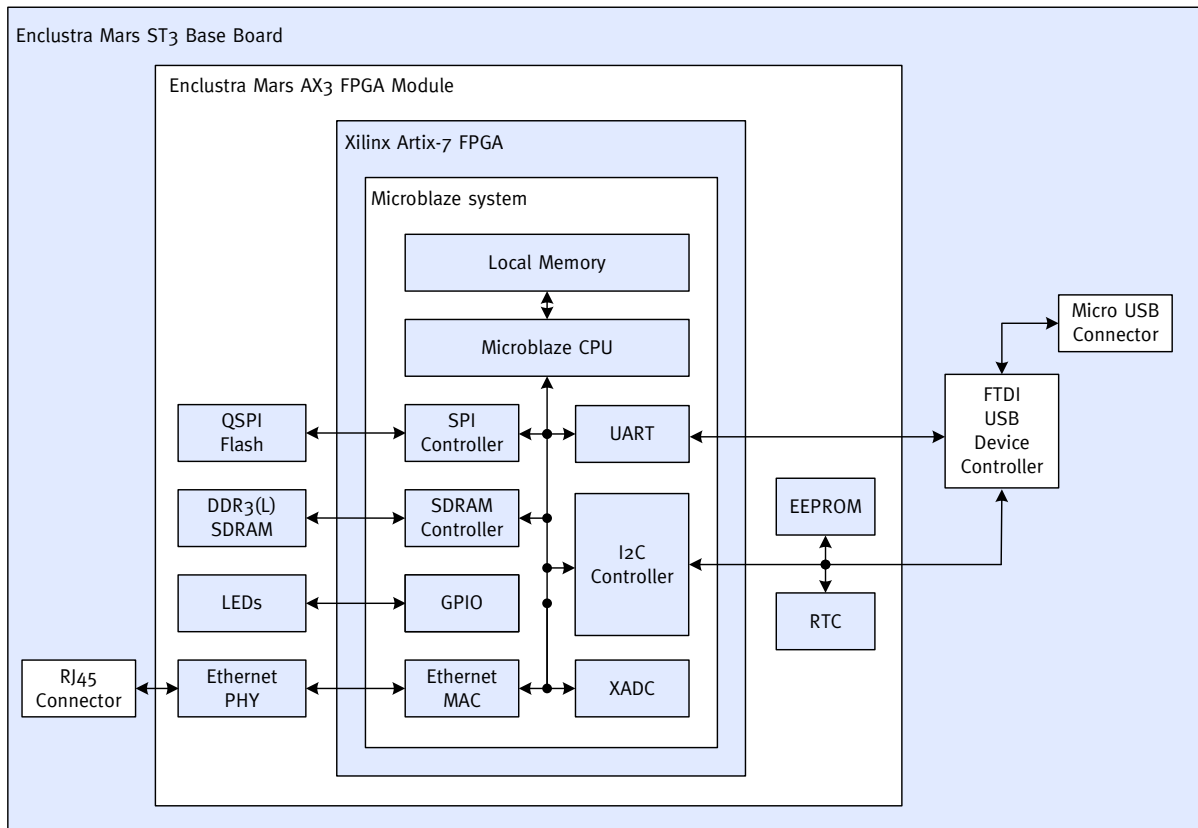 Enclustra Mars ST3 Base Board
Enclustra Mars AX3 FPGA Module
Xilinx Artix-7 FPGA
Microblaze system
Local Memory
Microblaze CPU
Micro USB
Connector
QSPI
Flash
SPI
Controller
UART
FTDI
USB
Device
Controller
DDR3(L)
SDRAM
SDRAM
Controller
I2C
Controller
EEPROM
LEDs
GPIO
RTC
RJ45
Connector
Ethernet
PHY
Ethernet
MAC
XADC